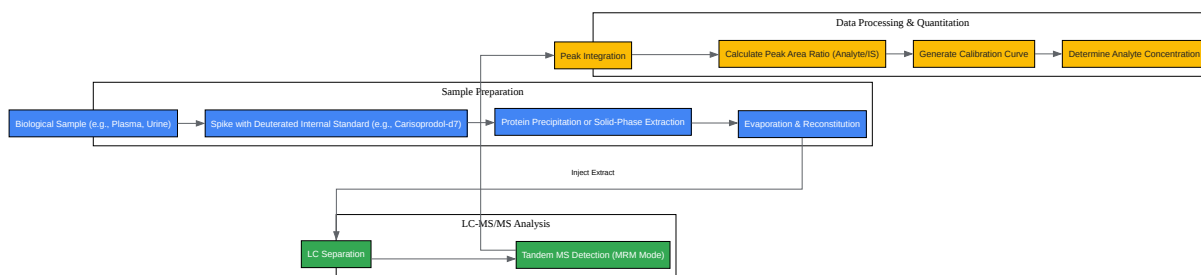 Data Processing & Quantitation
Peak Integration
Calculate Peak Area Ratio (Analyte/IS)
Generate Calibration Curve
Determine Analyte Concentration
Sample Preparation
Biological Sample (e.g., Plasma, Urine)
Spike with Deuterated Internal Standard (e.g., Carisoprodol-d7)
Protein Precipitation or Solid-Phase Extraction
Evaporation & Reconstitution
Inject Extract
LC-MS/MS Analysis
LC Separation
Tandem MS Detection (MRM Mode)